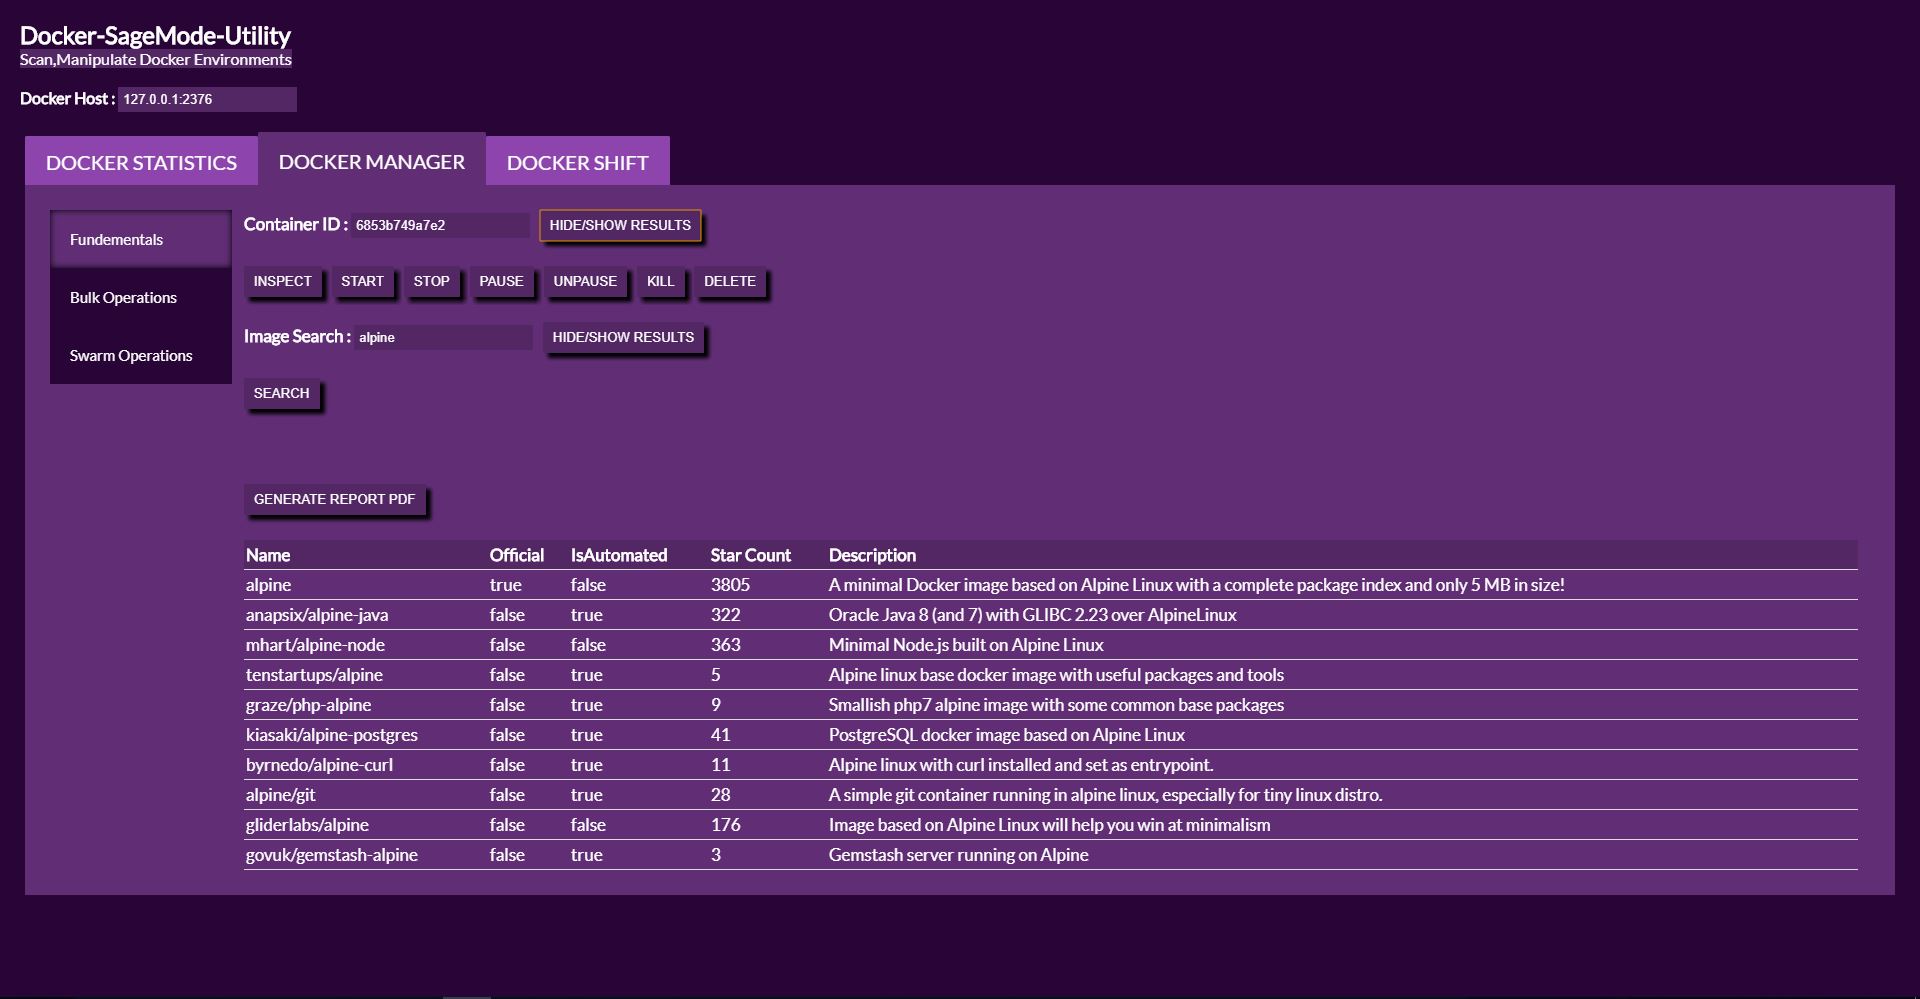 Docker-SageMode-Utility
Scan,Manipulate Docker Environments
Docker Host : 127.0.0.1:2376
DOCKER STATISTICS DOCKER MANAGER DOCKER SHIFT
Fundementals
Bulk Operations
Swarm Operations
Container ID : 6853b749a7e2 HIDE/SHOW RESULTS
INSPECT START STOP PAUSE UNPAUSE KILL DELETE
Image Search : alpine HIDE/SHOW RESULTS
SEARCH
GENERATE REPORT PDF
Name Official IsAutomated Star Count Description
alpine true false 3805 A minimal Docker image based on Alpine Linux with a complete package index and only 5 MB in size!
anapsix/alpine-java false true 322 Oracle Java 8 (and 7) with GLIBC 2.23 over AlpineLinux
mhart/alpine-node false false 363 Minimal Node.js built on Alpine Linux
tenstartups/alpine false true 5 Alpine linux base docker image with useful packages and tools
graze/php-alpine false true 9 Smallish php7 alpine image with some common base packages
kiasaki/alpine-postgres false true 41 PostgreSQL docker image based on Alpine Linux
byrnedo/alpine-curl false true 11 Alpine linux with curl installed and set as entrypoint.
alpine/git false true 28 A simple git container running in alpine linux, especially for tiny linux distro.
gliderlabs/alpine false false 176 Image based on Alpine Linux will help you win at minimalism
govuk/gemstash-alpine false true 3 Gemstash server running on Alpine